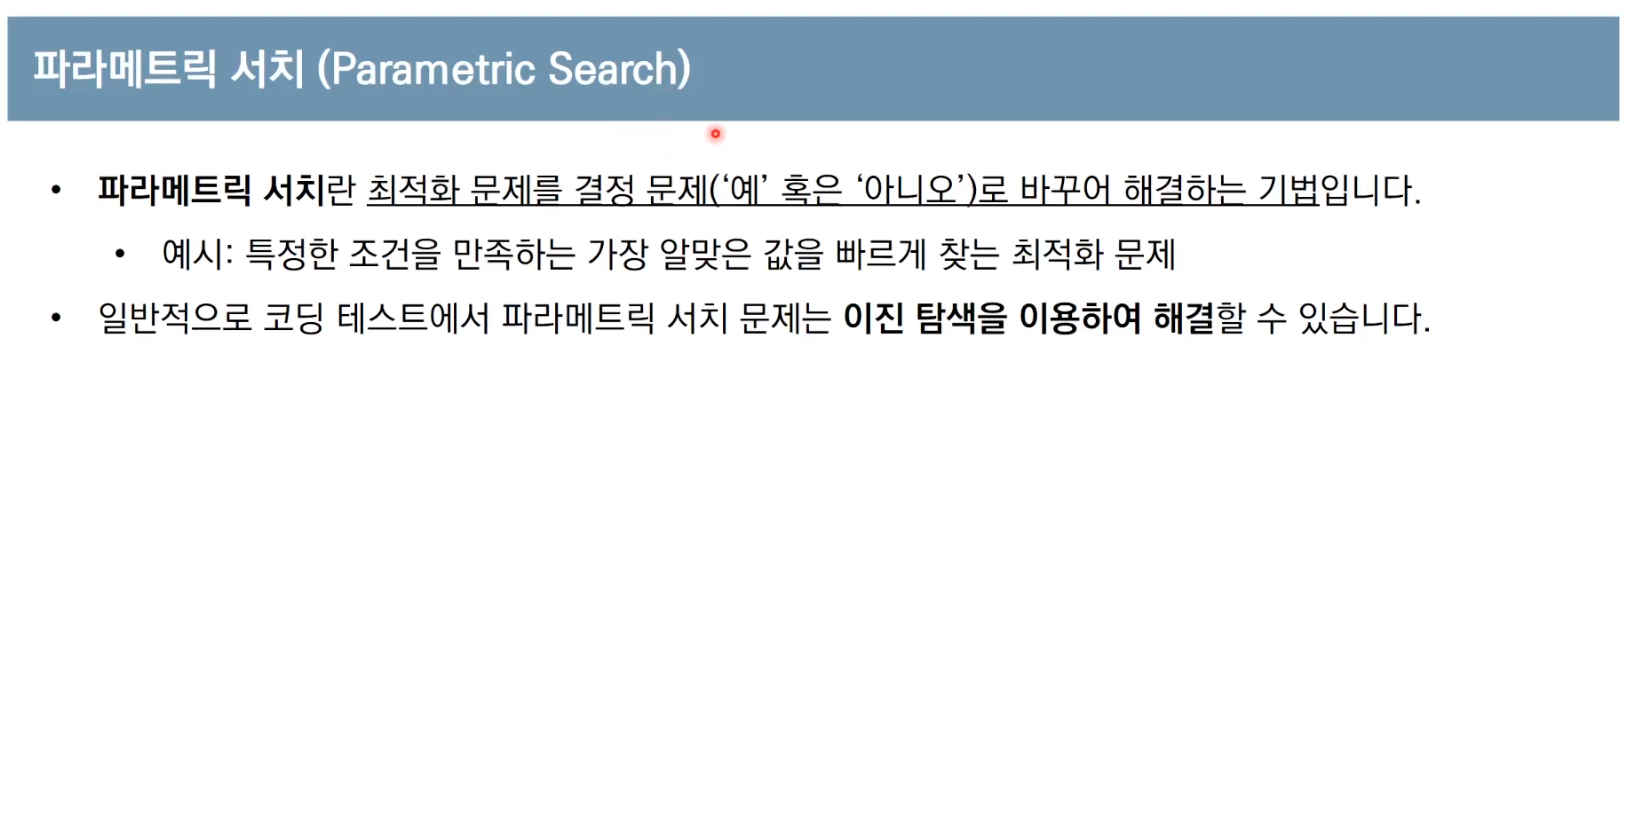 파라메트릭 서치 (Parametric Search)
• 파라메트릭 서치란 최적화 문제를 결정 문제(‘예’ 혹은 ‘아니오’)로 바꾸어 해결하는 기법입니다.
• 예시: 특정한 조건을 만족하는 가장 알맞은 값을 빠르게 찾는 최적화 문제
• 일반적으로 코딩 테스트에서 파라메트릭 서치 문제는 이진 탐색을 이용하여 해결할 수 있습니다.